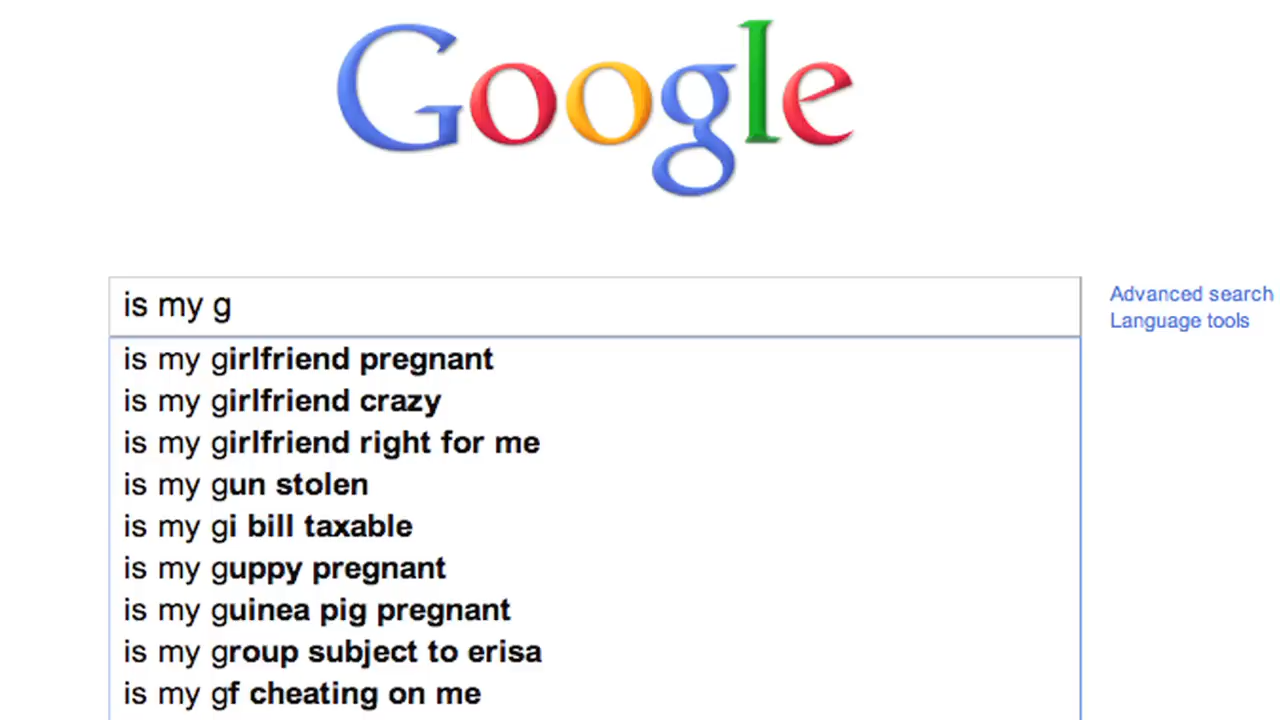 Google
is my g
Advanced search
Language tools
is my girlfriend pregnant
is my girlfriend crazy
is my girlfriend right for me
is my gun stolen
is my gi bill taxable
is my guppy pregnant
is my guinea pig pregnant
is my group subject to erisa
is my gf cheating on me